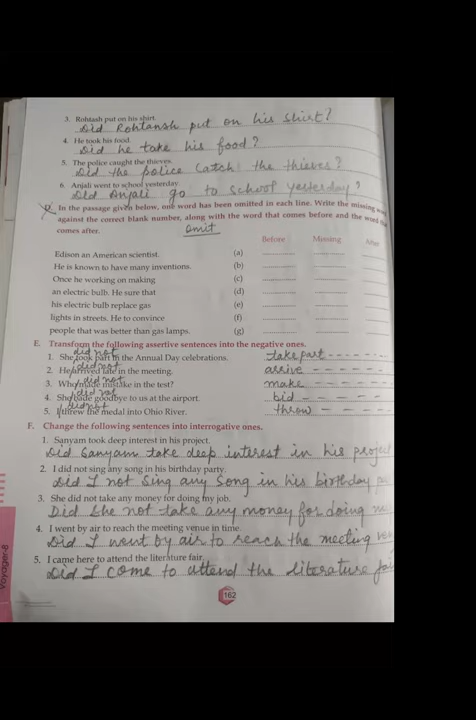 3. Rohtash put on his shirt.
Did Rohtansh put on his shirt?
4. He took his food.
Did he take his food?
5. The police caught the thieves.
Did the police catch the thieves?
6. Anjali went to school yesterday.
Did Anjali go to school yesterday?
D. In the passage given below, one word has been omitted in each line. Write the missing word
against the correct blank number, along with the word that comes before and the word that
comes after.
omit
Before Missing After
Edison an American scientist. (a)
He is known to have many inventions. (b)
Once he working on making (c)
an electric bulb. He sure that (d)
his electric bulb replace gas (e)
lights in streets. He to convince (f)
people that was better than gas lamps. (g)
E. Transform the following assertive sentences into the negative ones.
did not
1. She took part in the Annual Day celebrations. take part
did not
2. He arrived late in the meeting. arrive
did not
3. Who made mistake in the test? make
did not
4. She bade goodbye to us at the airport. bid
did not
5. I threw the medal into Ohio River. throw
F. Change the following sentences into interrogative ones.
1. Sanyam took deep interest in his project.
Did Sanyam take deep interest in his project
2. I did not sing any song in his birthday party.
Did I not Sing any Song in his birthday
3. She did not take any money for doing my job.
Did She not take any money for doing
4. I went by air to reach the meeting venue in time.
Did I went by air to reach the meeting
5. I came here to attend the literature fair.
Did I come to attend the literature
162
Voyager-8